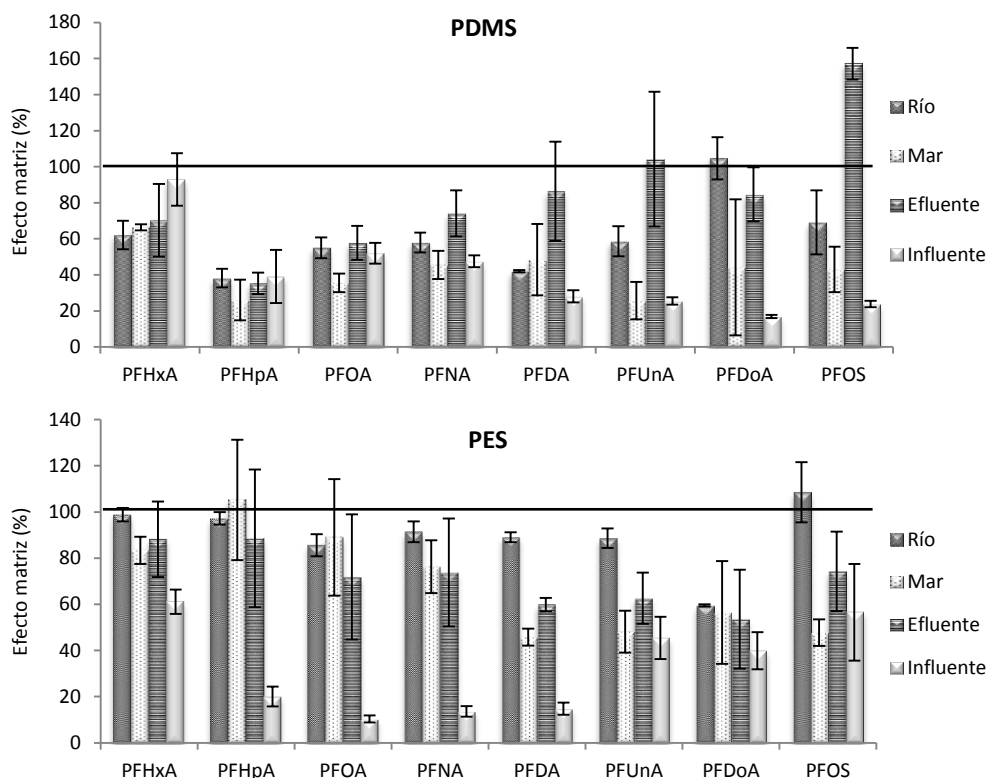 PDMS
Efecto matriz (%)
180
160
140
120
100
80
60
40
20
0
PFHxA PFHpA PFOA PFNA PFDA PFUnA PFDoA PFOS
Río
Mar
Efluente
Influente
PES
Efecto matriz (%)
140
120
100
80
60
40
20
0
PFHxA PFHpA PFOA PFNA PFDA PFUnA PFDoA PFOS
Río
Mar
Efluente
Influente